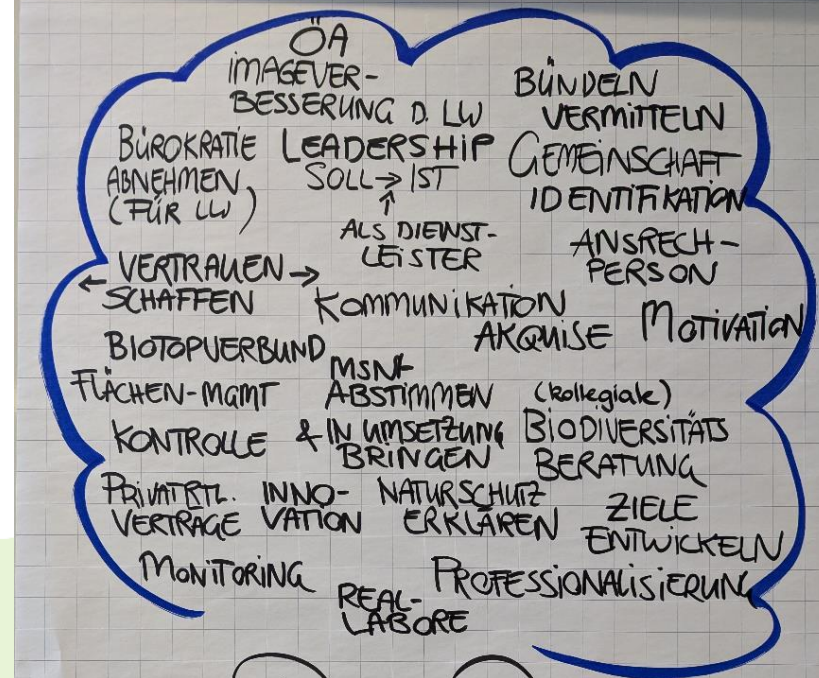 ÖA
IMAGEVER-
BESSERUNG D. LW
BÜNDELN
VERMITTELN
BÜROKRATIE
ABNEHMEN
(FÜR LW)
LEADERSHIP
SOLL → IST
↑
ALS DIENST-
LEISTER
GEMEINSCHAFT
IDENTIFIKATION
ANSRECH-
PERSON
← VERTRAUEN →
SCHAFFEN
KOMMUNIKATION
AKQUISE
MOTIVATION
BIOTOPVERBUND
FLÄCHEN-MGMT
MSNH
ABSTIMMEN
& IN UMSETZUNG
BRINGEN
(kollegiale)
BIODIVERSITÄTS
BERATUNG
KONTROLLE
PRIVATRTL.
VERTRÄGE
INNO-
VATION
NATURSCHUTZ
ERKLÄREN
ZIELE
ENTWICKELN
MONITORING
REAL-
LABORE
PROFESSIONALISIERUNG